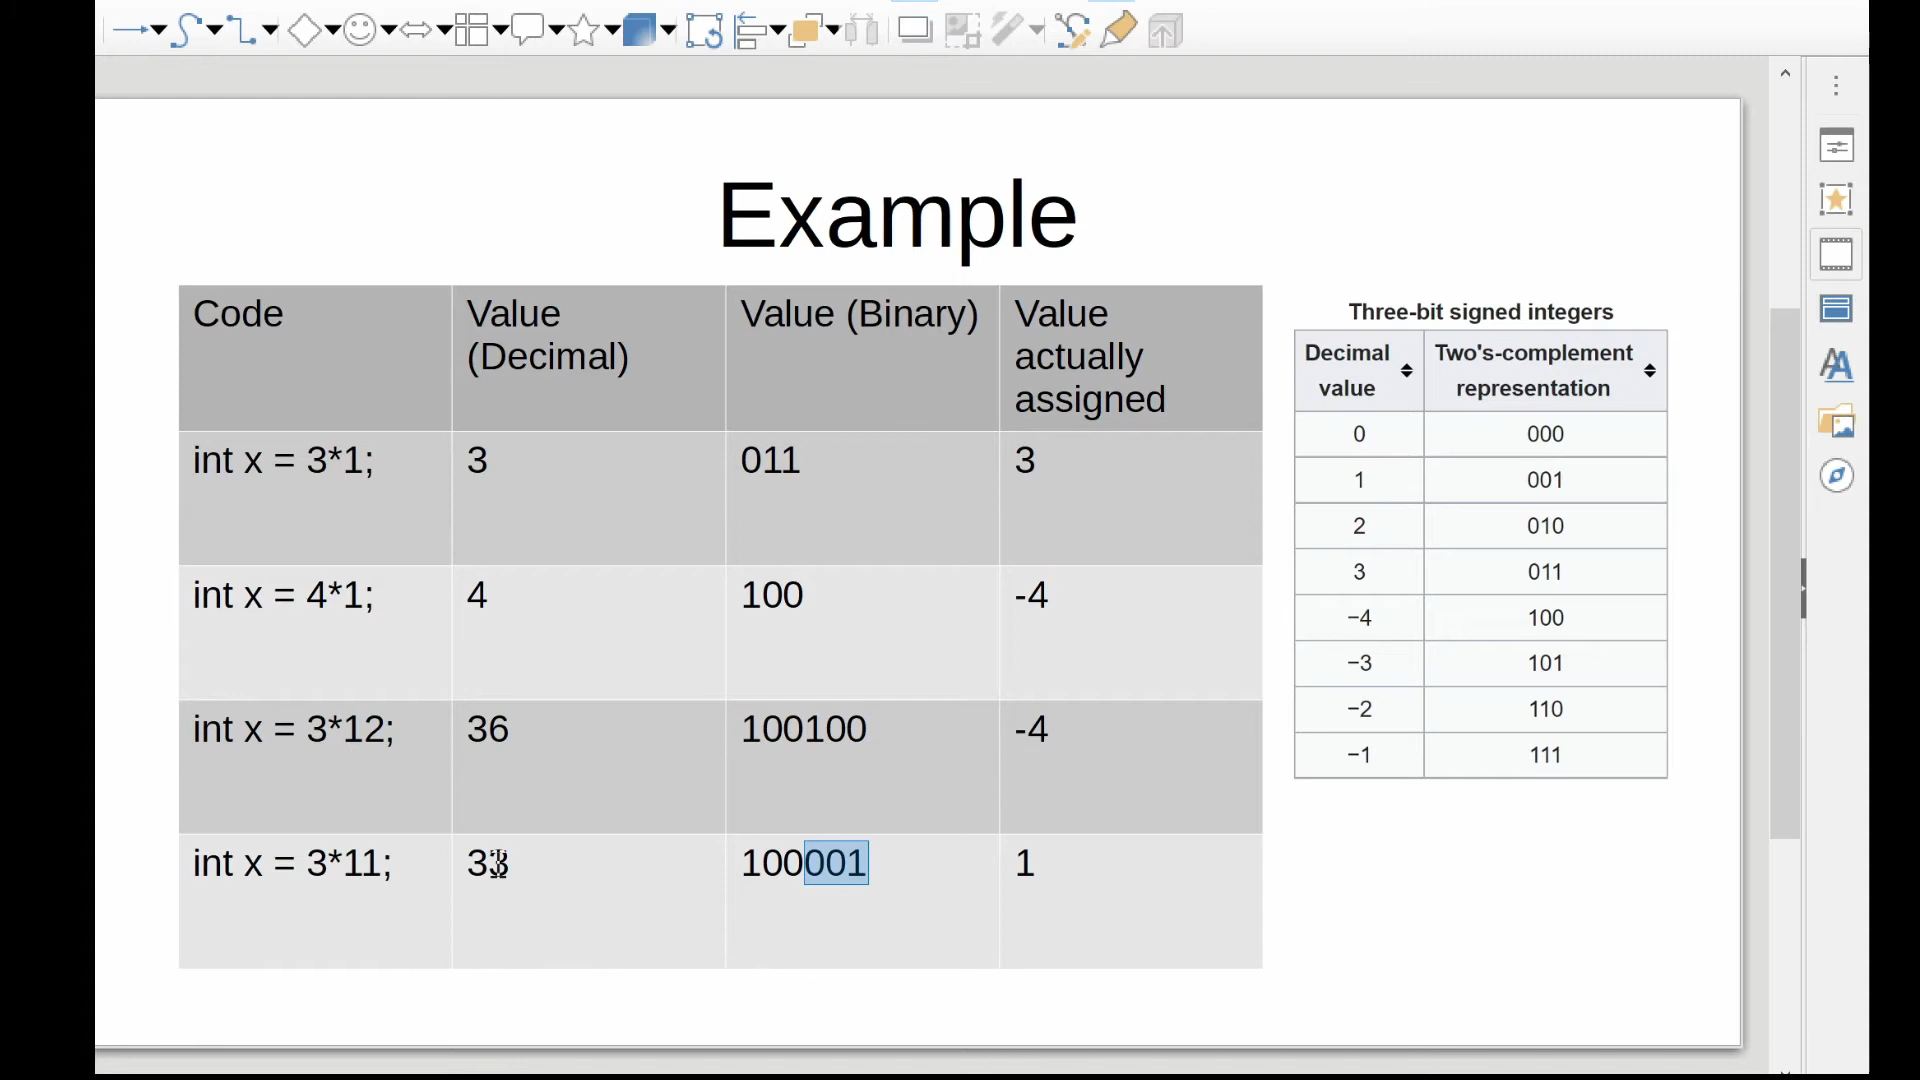 Example
Code Value (Binary) Value Value
(Decimal) actually
assigned
int x = 3*1; 3 011 3
int x = 4*1; 4 100 -4
int x = 3*12; 36 100100 -4
int x = 3*11; 33 100001 1
Three-bit signed integers
Decimal Two's-complement
value representation
0 000
1 001
2 010
3 011
−4 100
−3 101
−2 110
−1 111